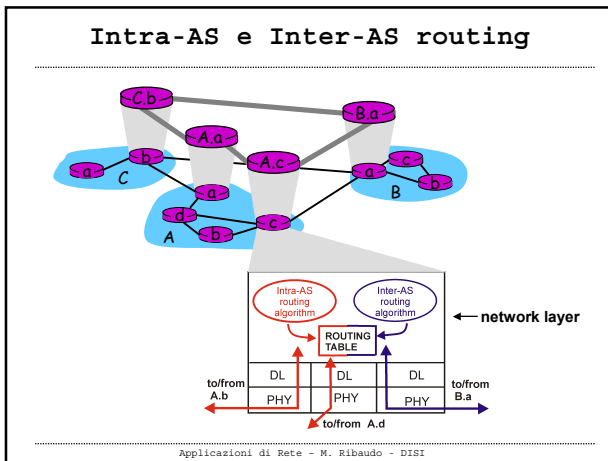 Intra-AS e Inter-AS routing
C.b
B.a
A.a
A.c
a
b
C
a
a
c
b
B
d
b
c
A
Intra-AS
routing
algorithm
Inter-AS
routing
algorithm
ROUTING
TABLE
network layer
DL
DL
DL
PHY
PHY
PHY
to/from
A.b
to/from
B.a
to/from A.d
Applicazioni di Rete - M. Ribaudo - DISI